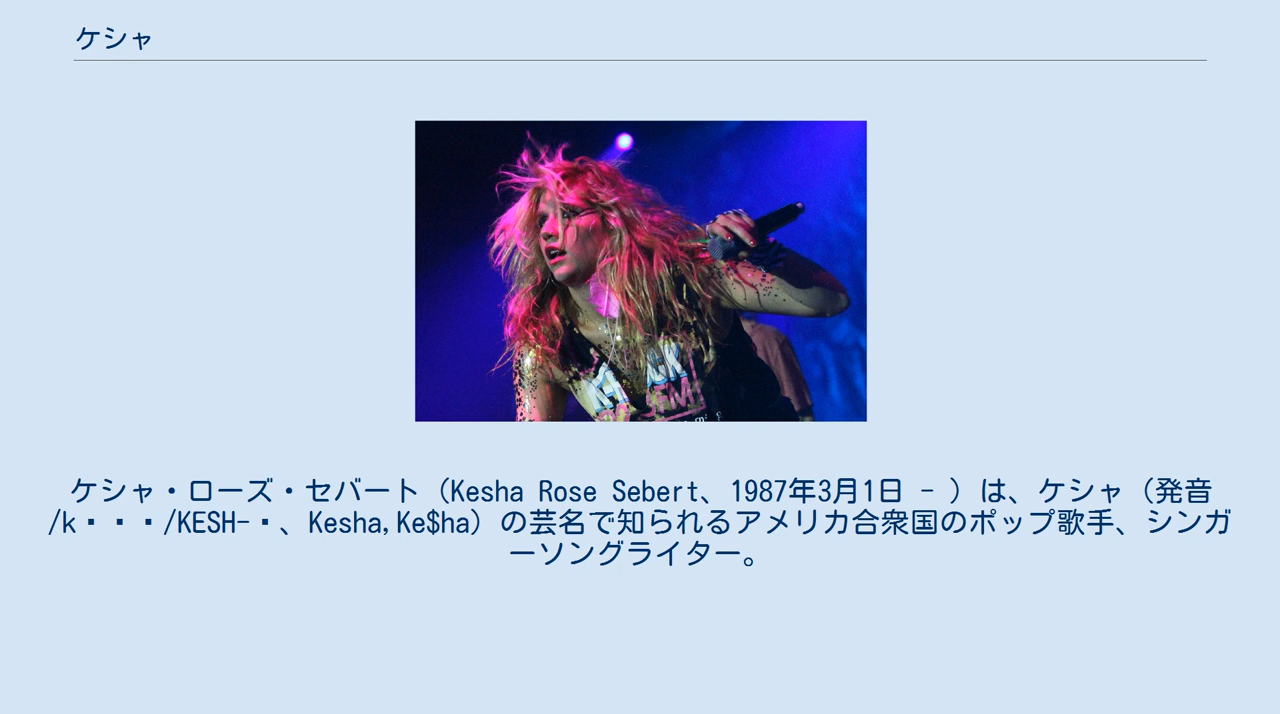 ケシャ
ケシャ・ローズ・セバート（Kesha Rose Sebert、1987年3月1日 - ）は、ケシャ（発音
/k▪▪▪/KESH-▪、Kesha,Ke$ha）の芸名で知られるアメリカ合衆国のポップ歌手、シンガ
ーソングライター。